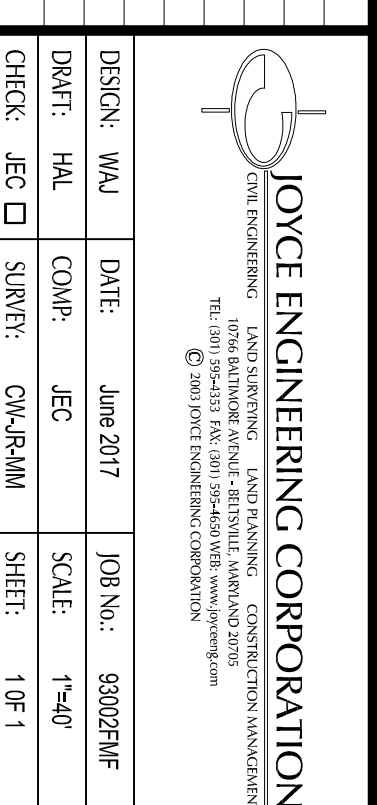 JOYCE ENGINEERING CORPORATION
CIVIL ENGINEERING LAND SURVEYING LAND PLANNING CONSTRUCTION MANAGEMEN
10766 BALTIMORE AVENUE - BELTSVILLE, MARYLAND 20705
TEL: (301) 595-4353 FAX: (301) 595-4650 WEB: www.joyceeng.com
© 2003 JOYCE ENGINEERING CORPORATION
DESIGN: WAJ DATE: June 2017 JOB No.: 93002FMF
DRAFT: HAL COMP: JEC SCALE: 1"=40'
CHECK: JEC SURVEY: CW-JR-MM SHEET: 1 OF 1